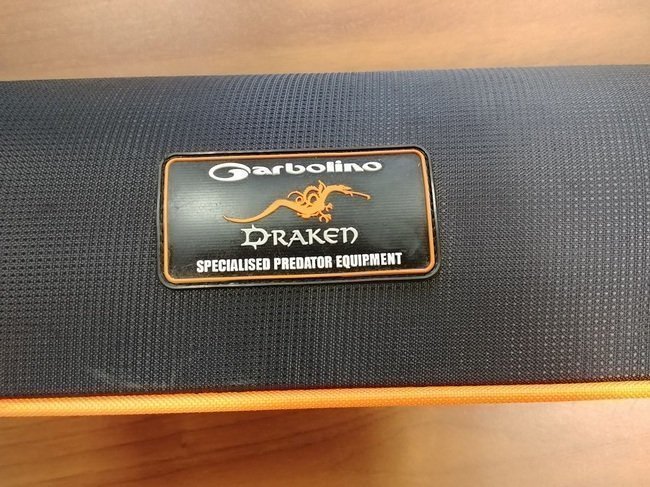 Garbolino
DRAKEN
SPECIALISED PREDATOR EQUIPMENT